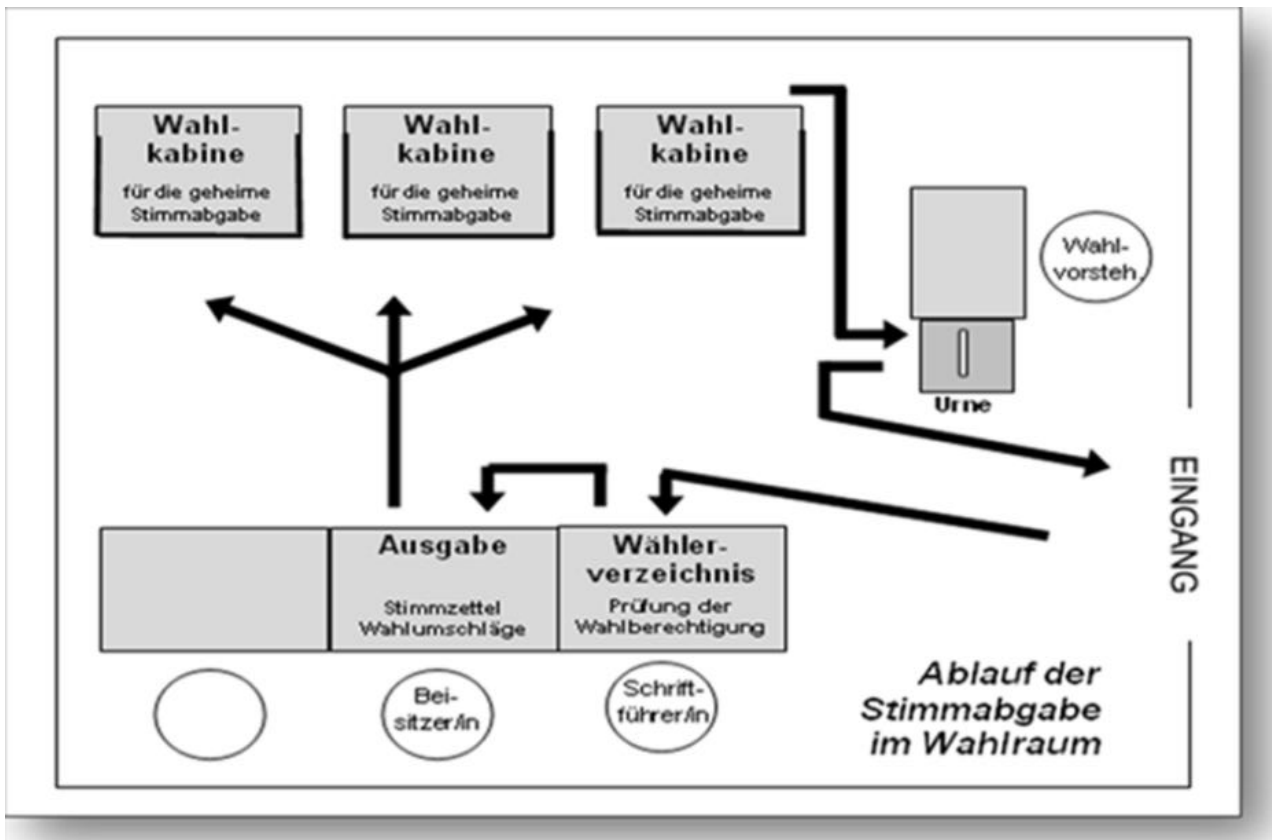 Wahl-
kabine
für die geheime
Stimmabgabe
Wahl-
kabine
für die geheime
Stimmabgabe
Wahl-
kabine
für die geheime
Stimmabgabe
Wahl-
vorsteh.
Urne
EINGANG
Ausgabe
Stimmzettel
Wahlumschläge
Wähler-
verzeichnis
Prüfung der
Wahlberechtigung
Bei-
sitzer/in
Schrift-
führer/in
Ablauf der
Stimmabgabe
im Wahlraum